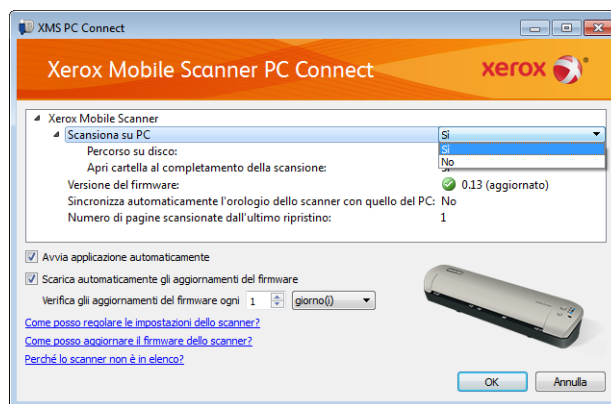 XMS PC Connect
Xerox Mobile Scanner PC Connect
xerox
Xerox Mobile Scanner
Scansiona su PC Sì
Sì
Percorso su disco:
No
Apri cartella al completamento della scansione:
Versione del firmware: 0.13 (aggiornato)
Sincronizza automaticamente l'orologio dello scanner con quello del PC: No
Numero di pagine scansionate dall'ultimo ripristino: 1
Avvia applicazione automaticamente
Scarica automaticamente gli aggiornamenti del firmware
Verifica gli aggiornamenti del firmware ogni 1 giorno(i)
Come posso regolare le impostazioni dello scanner?
Come posso aggiornare il firmware dello scanner?
Perché lo scanner non è in elenco?
OK Annulla